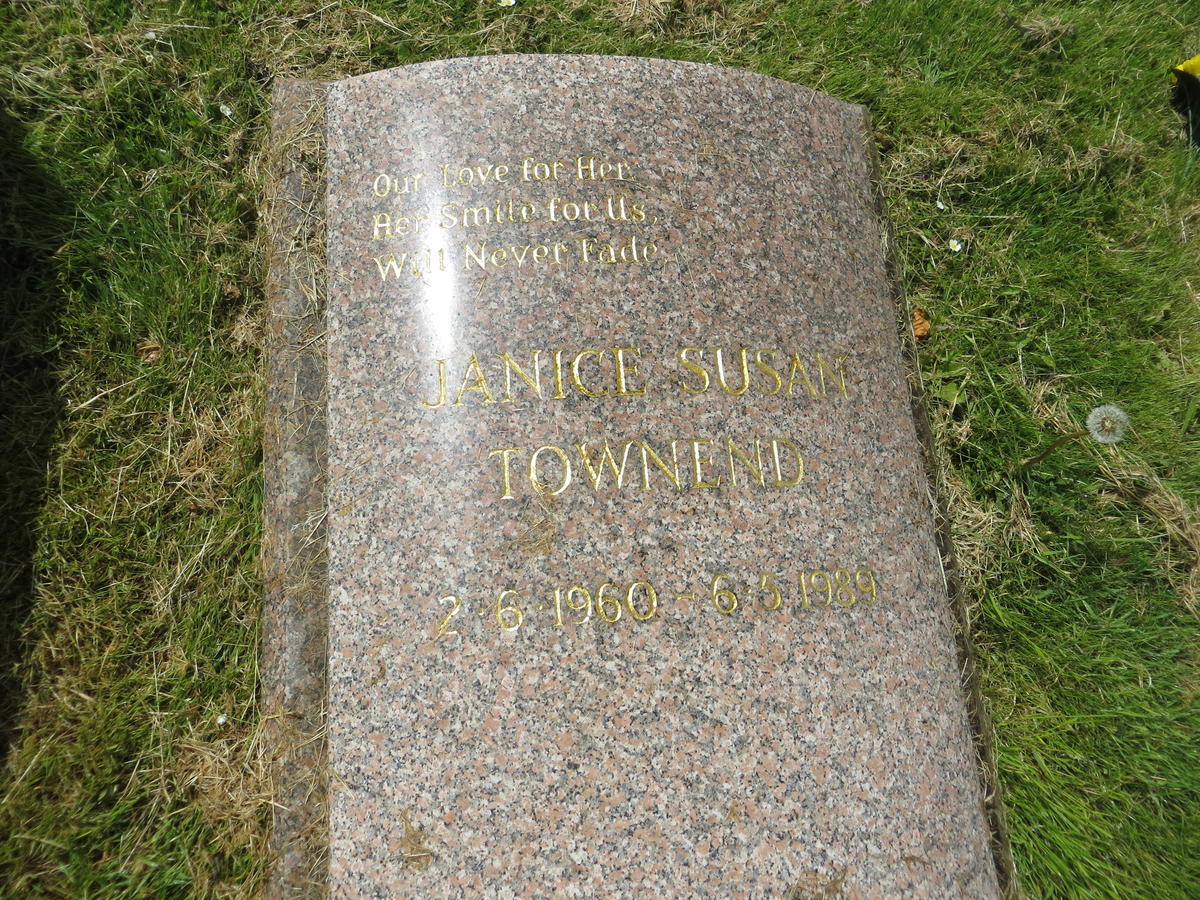 Our Love for Her,
Her Smile for Us,
Will Never Fade.
JANICE SUSAN
TOWNEND
2·6·1960 - 6·5·1989